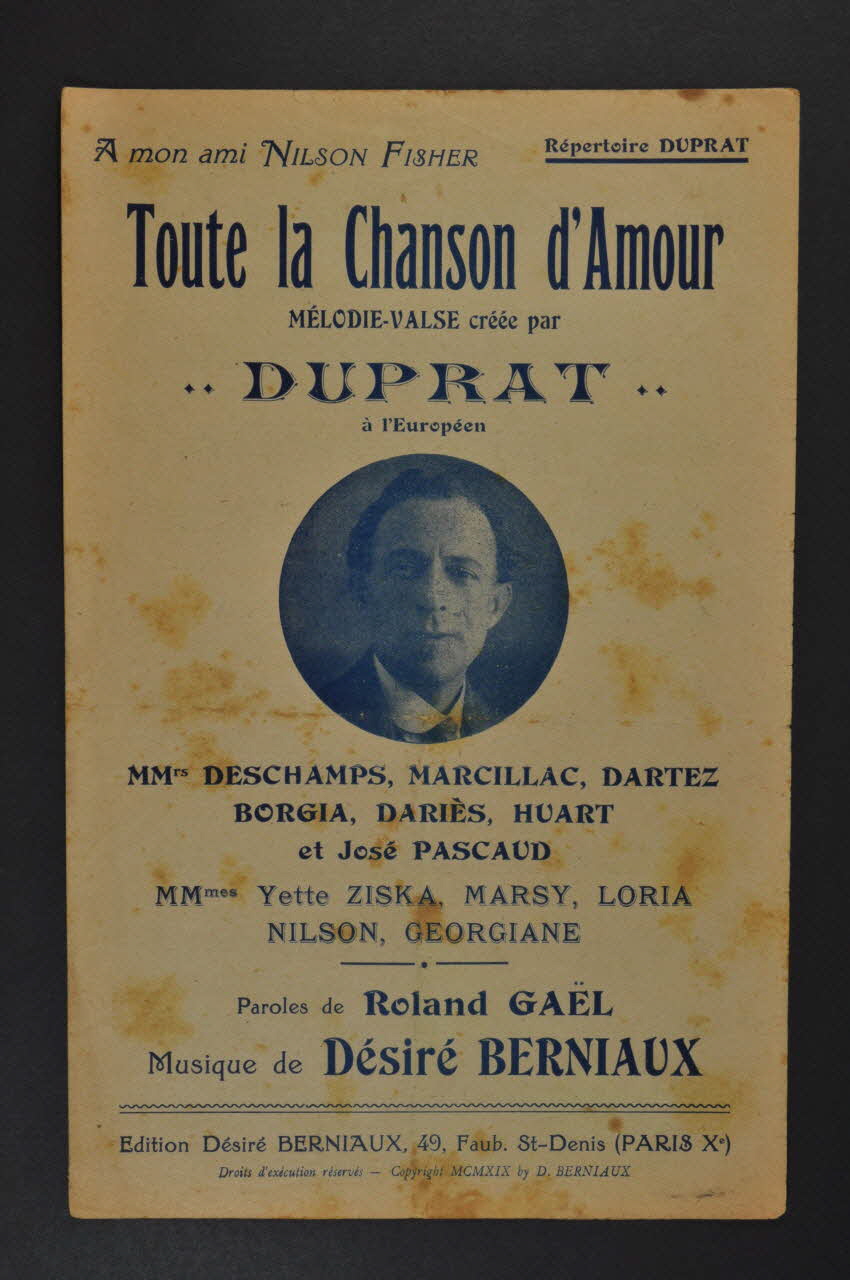 A mon ami NILSON FISHER
Répertoire DUPRAT
Toute la Chanson d'Amour
MÉLODIE-VALSE créée par
DUPRAT
à l'Européen
MMrs DESCHAMPS, MARCILLAC, DARTEZ
BORGIA, DARIÈS, HUART
et José PASCAUD
MMmes Yette ZISKA, MARSY, LORIA
NILSON, GEORGIANE
Paroles de Roland GAËL
Musique de Désiré BERNIAUX
Edition Désiré BERNIAUX, 49, Faub. St-Denis (PARIS Xe)
Droits d'exécution réservés — Copyright MCMXIX by D. BERNIAUX